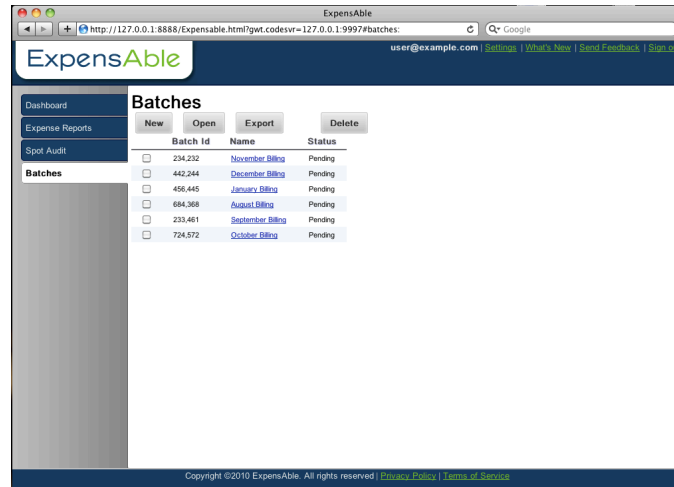 ExpensAble
http://127.0.0.1:8888/Expensable.html?gwt.codesvr=127.0.0.1:9997#batches:
Google
user@example.com | Settings | What's New | Send Feedback | Sign
ExpensAble
Dashboard
Expense Reports
Spot Audit
Batches
Batches
New Open Export Delete
Batch Id Name Status
234,232 November Billing Pending
442,244 December Billing Pending
456,445 January Billing Pending
684,368 August Billing Pending
233,461 September Billing Pending
724,572 October Billing Pending
Copyright ©2010 ExpensAble. All rights reserved | Privacy Policy | Terms of Service